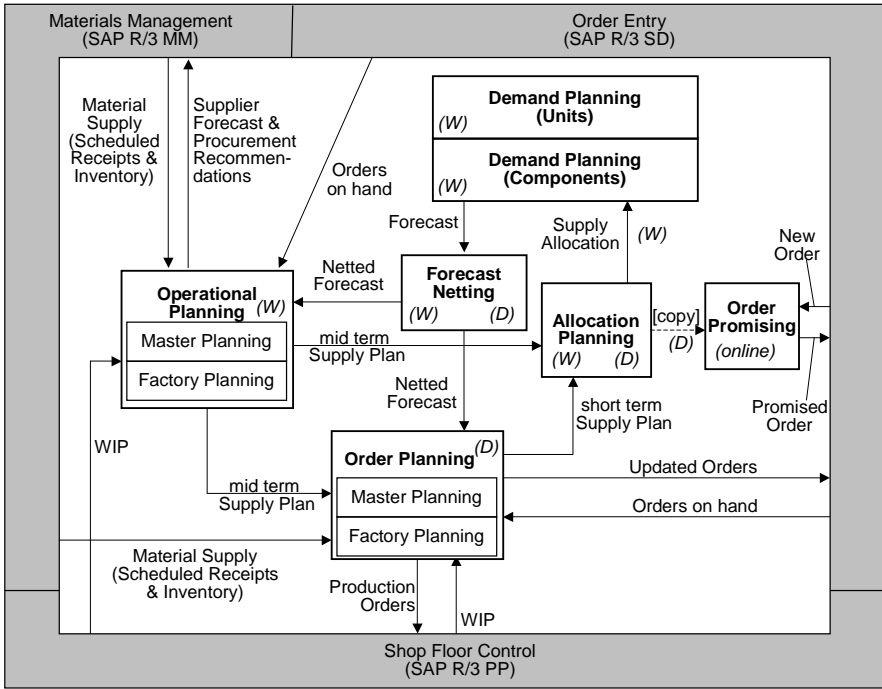 Materials Management
(SAP R/3 MM)
Order Entry
(SAP R/3 SD)
Material
Supply
(Scheduled
Receipts &
Inventory)
Supplier
Forecast &
Procurement
Recommen-
dations
Orders
on hand
Demand Planning
(Units)
(W)
Demand Planning
(Components)
(W)
Forecast
Supply
Allocation
(W)
New
Order
Netted
Forecast
Forecast
Netting
(W)
(D)
Operational
Planning
(W)
Master Planning
Factory Planning
mid term
Supply Plan
Allocation
Planning
(W)
(D)
[copy]
(D)
Order
Promising
(online)
Netted
Forecast
short term
Supply Plan
Promised
Order
WIP
mid term
Supply Plan
Order Planning
(D)
Master Planning
Factory Planning
Updated Orders
Orders on hand
Material Supply
(Scheduled Receipts
& Inventory)
Production
Orders
WIP
Shop Floor Control
(SAP R/3 PP)